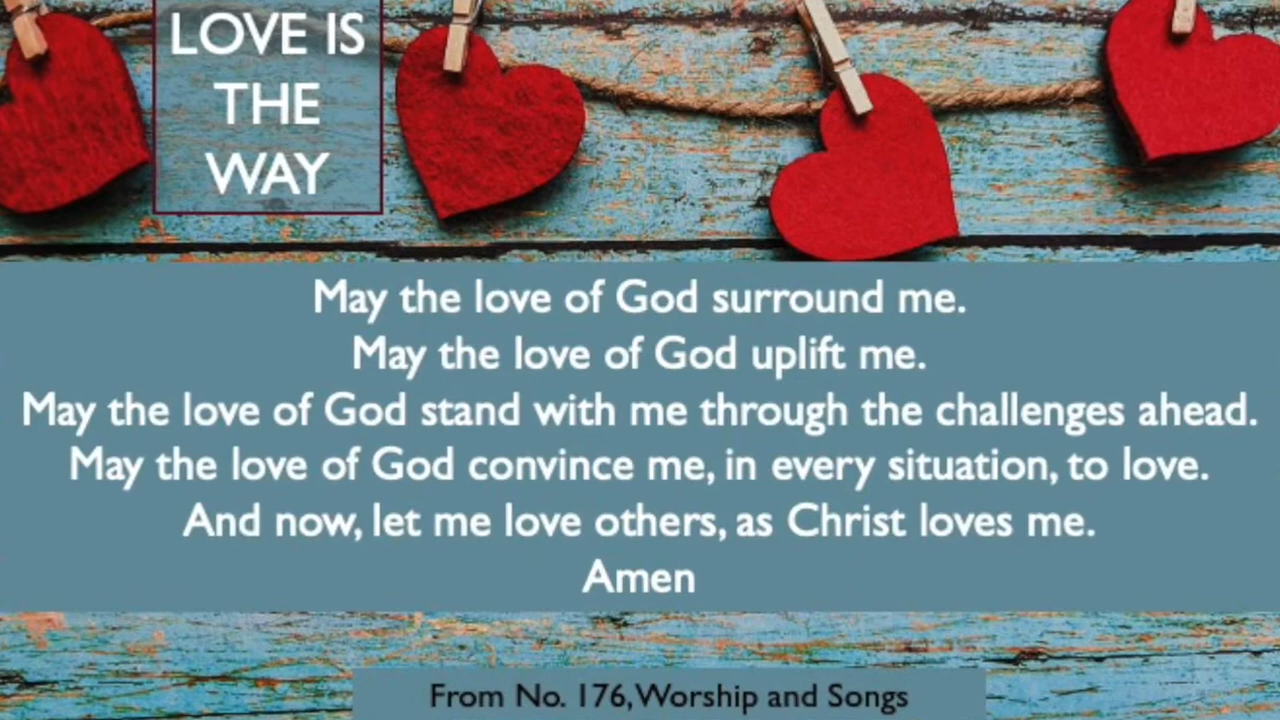 LOVE IS
THE
WAY
May the love of God surround me.
May the love of God uplift me.
May the love of God stand with me through the challenges ahead.
May the love of God convince me, in every situation, to love.
And now, let me love others, as Christ loves me.
Amen
From No. 176, Worship and Songs